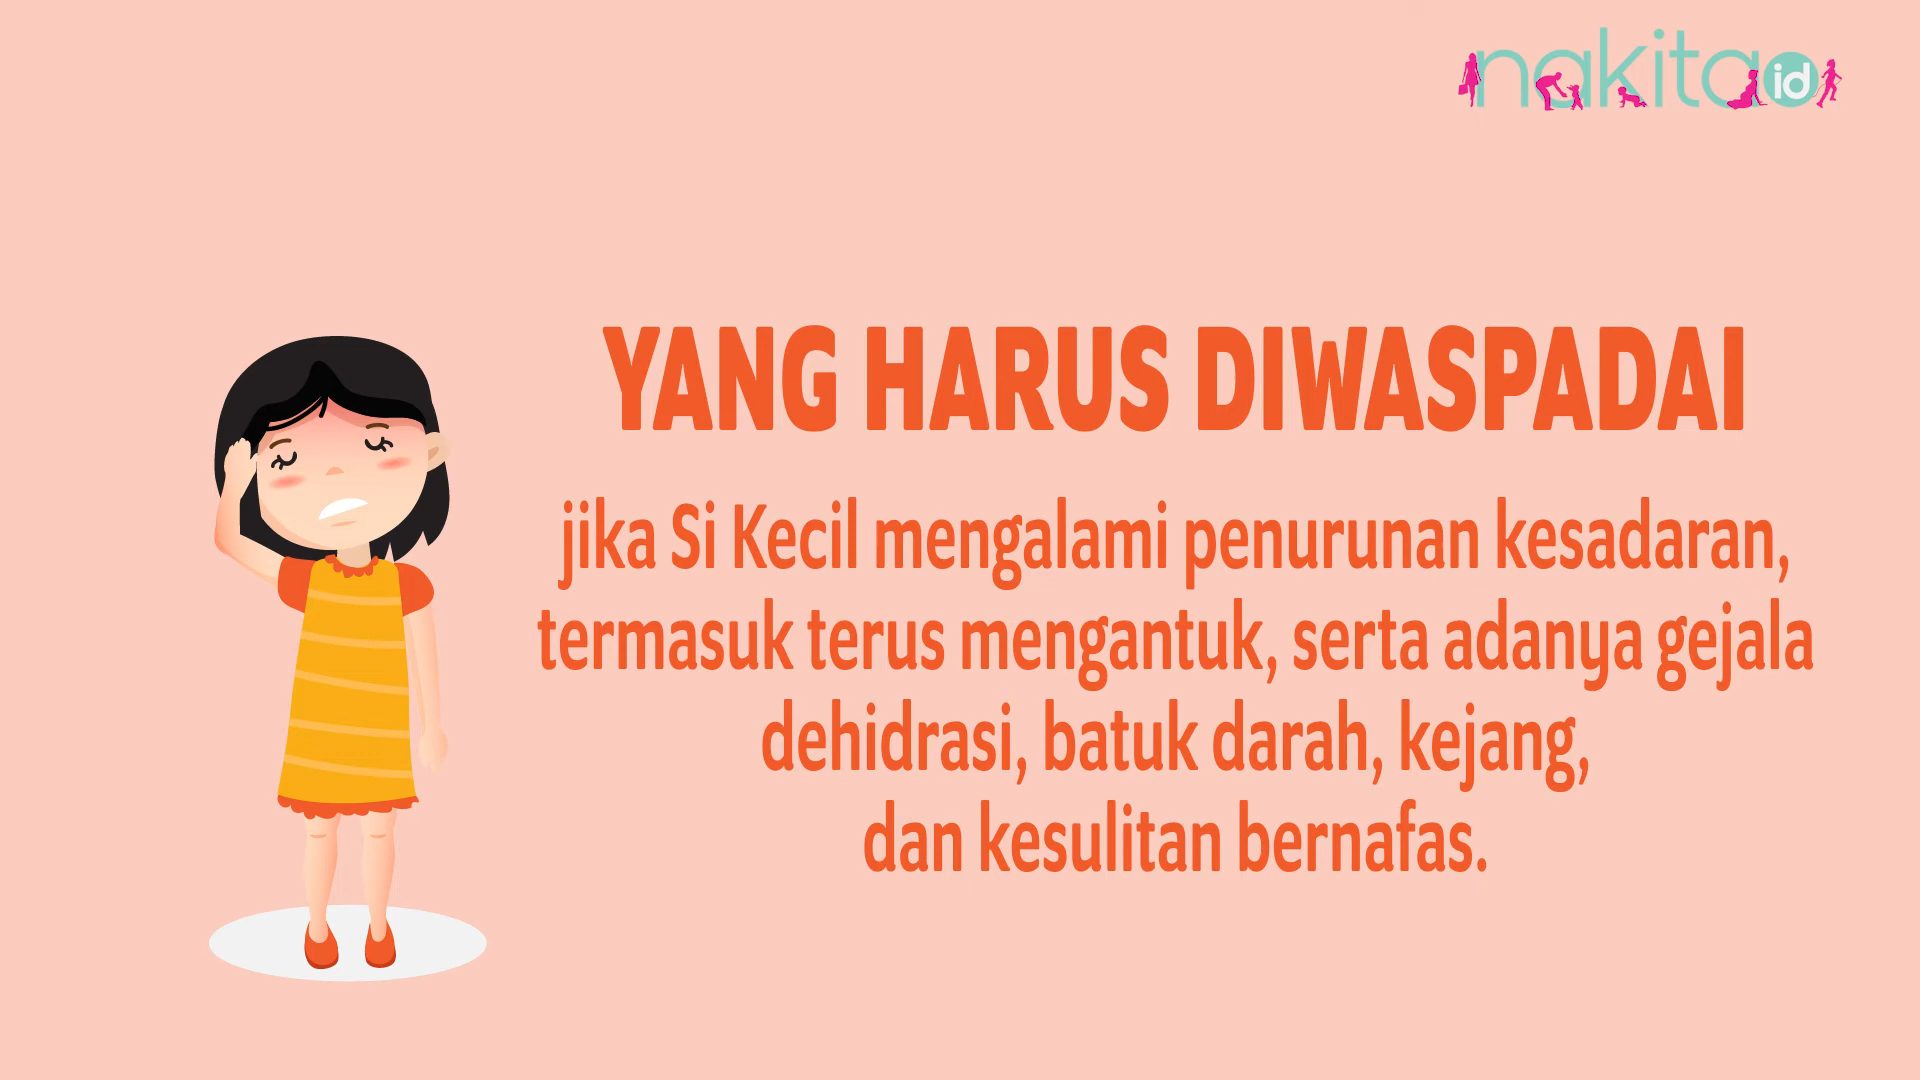 nakita id
YANG HARUS DIWASPADAI
jika Si Kecil mengalami penurunan kesadaran,
termasuk terus mengantuk, serta adanya gejala
dehidrasi, batuk darah, kejang,
dan kesulitan bernafas.